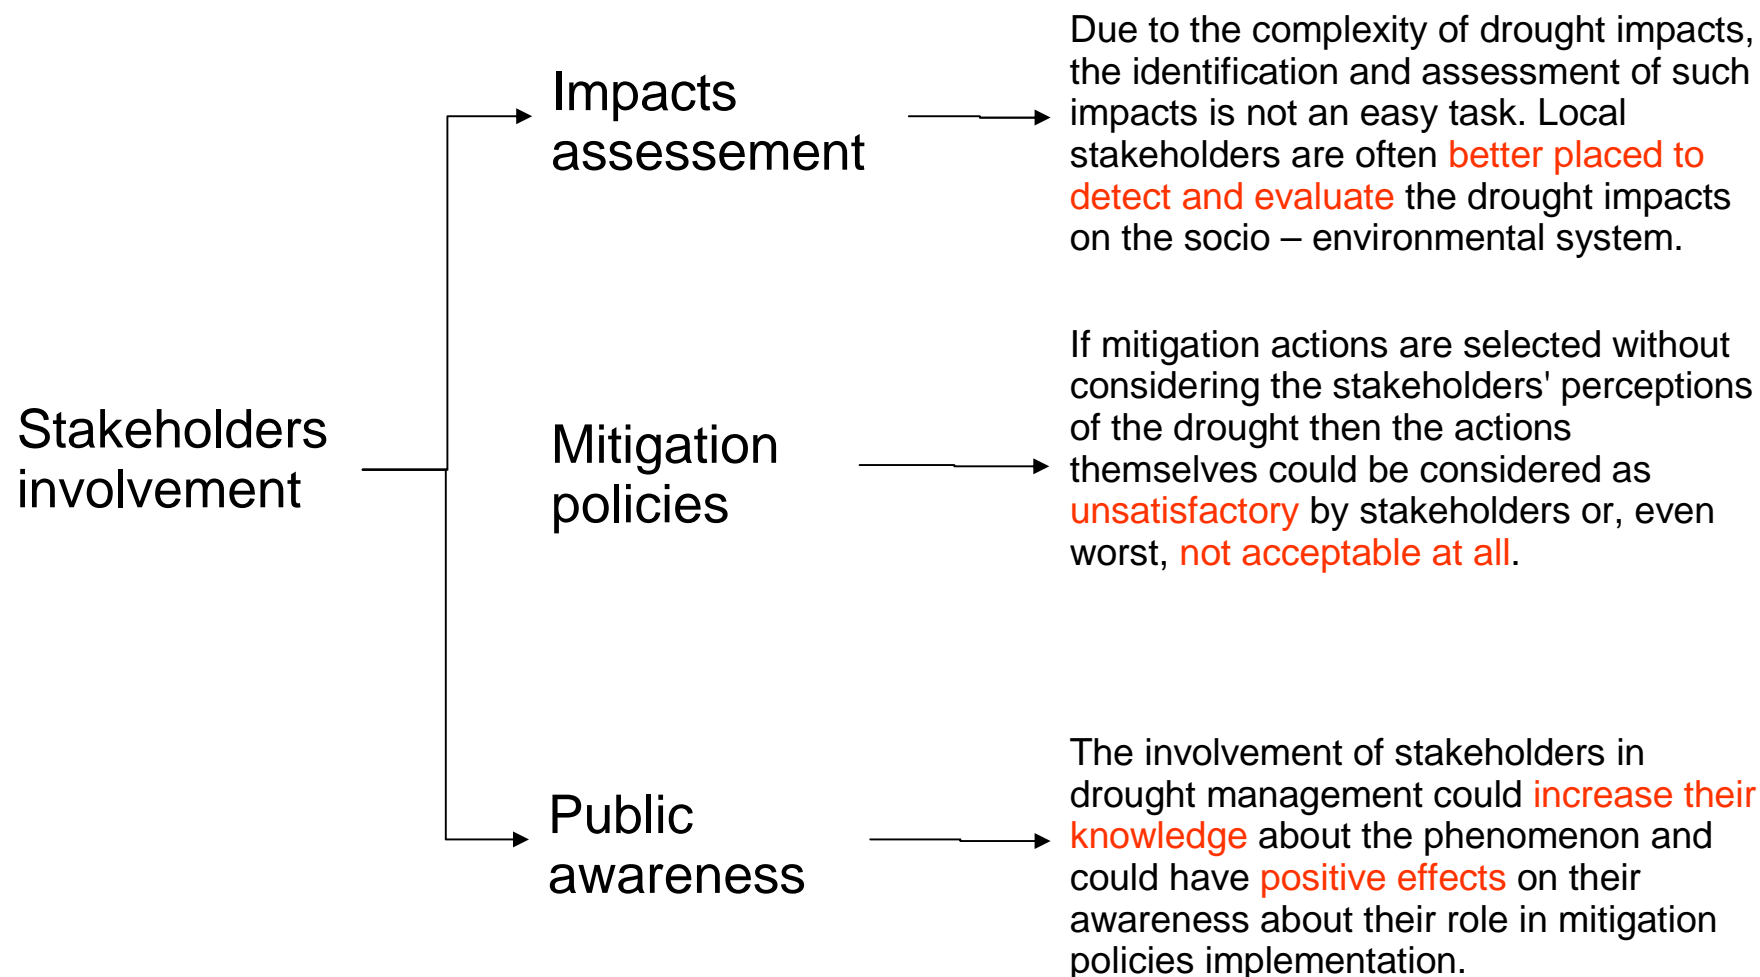 Stakeholders
involvement
Impacts
assessement
Due to the complexity of drought impacts,
the identification and assessment of such
impacts is not an easy task. Local
stakeholders are often better placed to
detect and evaluate the drought impacts
on the socio – environmental system.
Mitigation
policies
If mitigation actions are selected without
considering the stakeholders' perceptions
of the drought then the actions
themselves could be considered as
unsatisfactory by stakeholders or, even
worst, not acceptable at all.
Public
awareness
The involvement of stakeholders in
drought management could increase their
knowledge about the phenomenon and
could have positive effects on their
awareness about their role in mitigation
policies implementation.